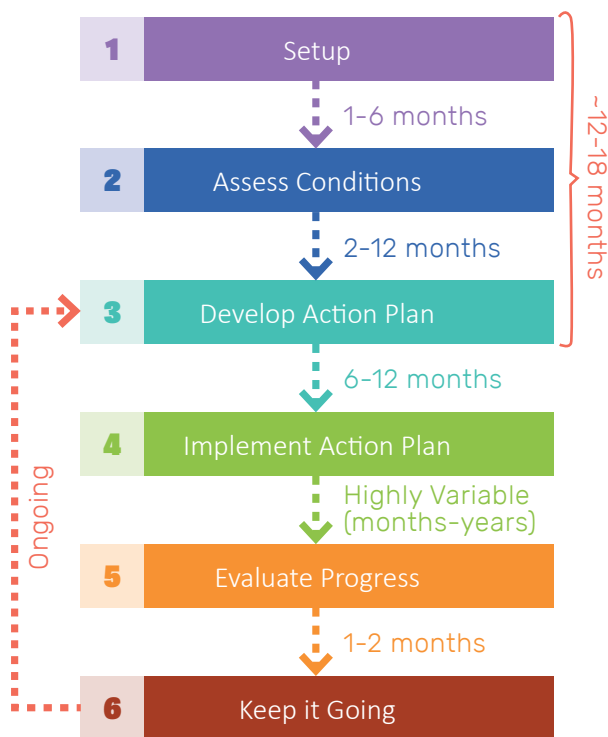 1
Setup
1-6 months
2
Assess Conditions
2-12 months
3
Develop Action Plan
~12-18 months
6-12 months
4
Implement Action Plan
Highly Variable
(months-years)
5
Evaluate Progress
1-2 months
6
Keep it Going
Ongoing